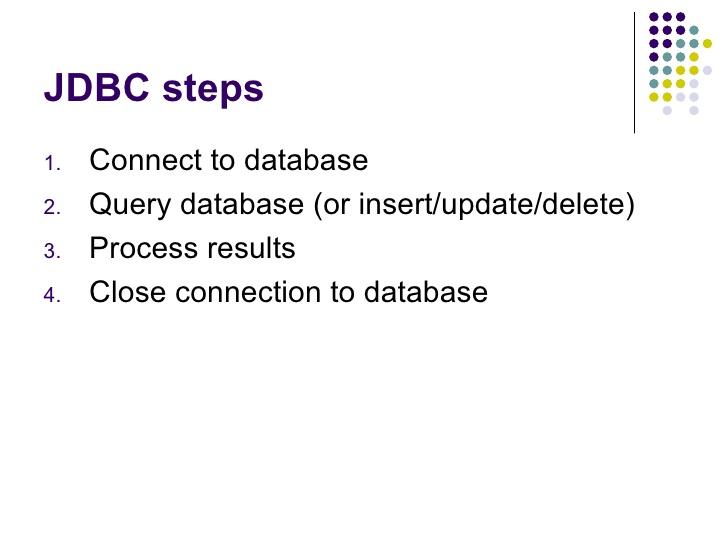 JDBC steps
1. Connect to database
2. Query database (or insert/update/delete)
3. Process results
4. Close connection to database